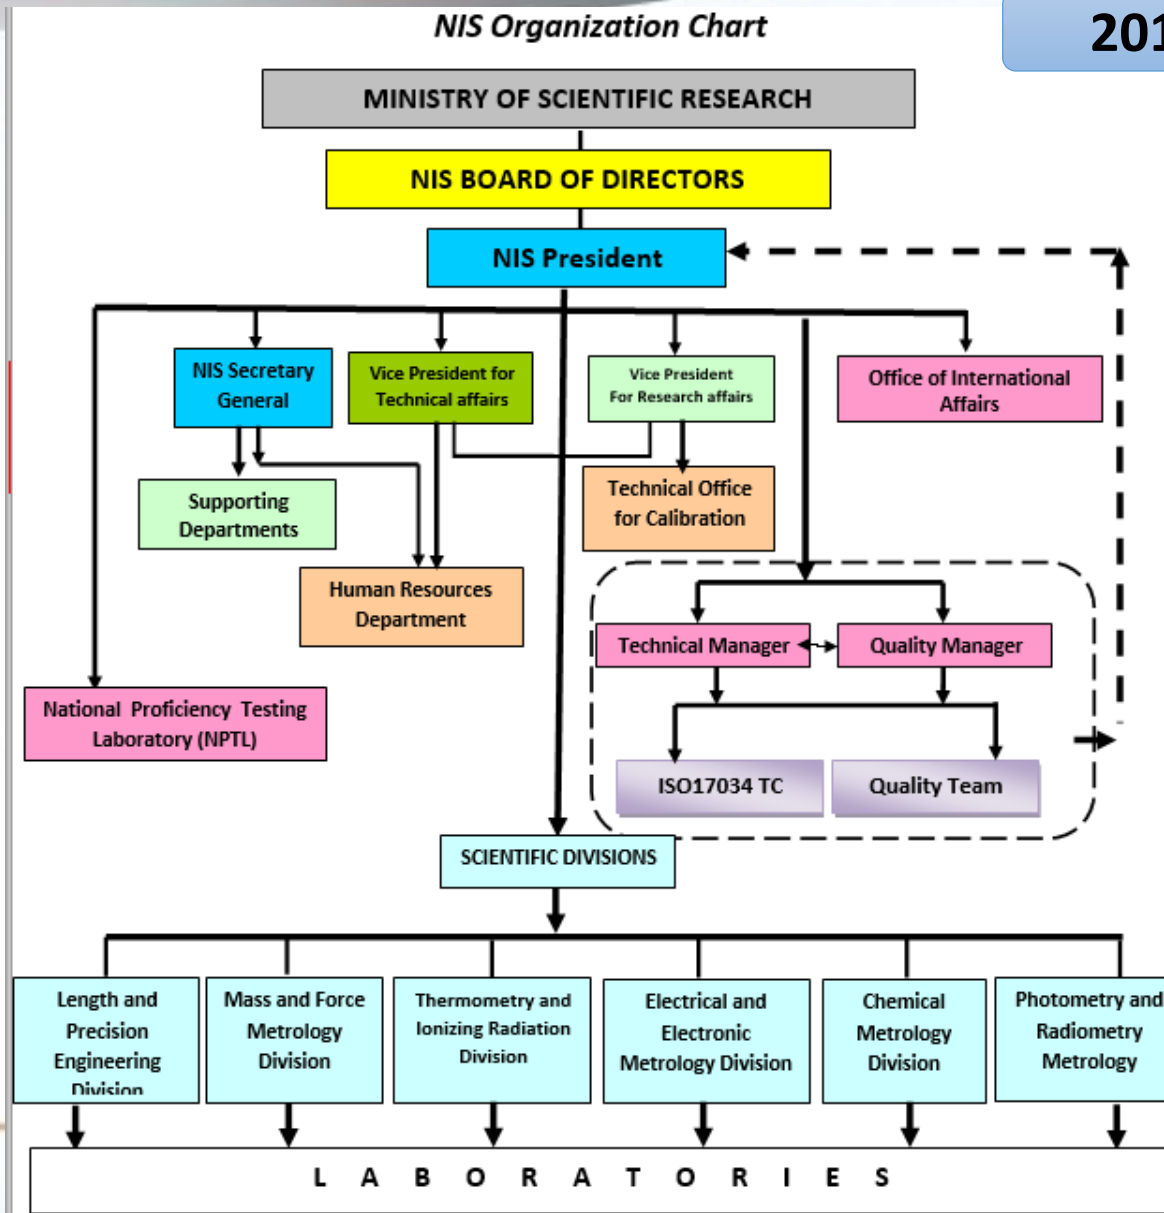 NIS Organization Chart
201
MINISTRY OF SCIENTIFIC RESEARCH
NIS BOARD OF DIRECTORS
NIS President
NIS Secretary
General
Vice President for
Technical affairs
Vice President
For Research affairs
Office of International
Affairs
Supporting
Departments
Technical Office
for Calibration
Human Resources
Department
Technical Manager
Quality Manager
National Proficiency Testing
Laboratory (NPTL)
ISO17034 TC
Quality Team
SCIENTIFIC DIVISIONS
Length and
Precision
Engineering
Division
Mass and Force
Metrology
Division
Thermometry and
Ionizing Radiation
Division
Electrical and
Electronic
Metrology Division
Chemical
Metrology
Division
Photometry and
Radiometry
Metrology
L A B O R A T O R I E S